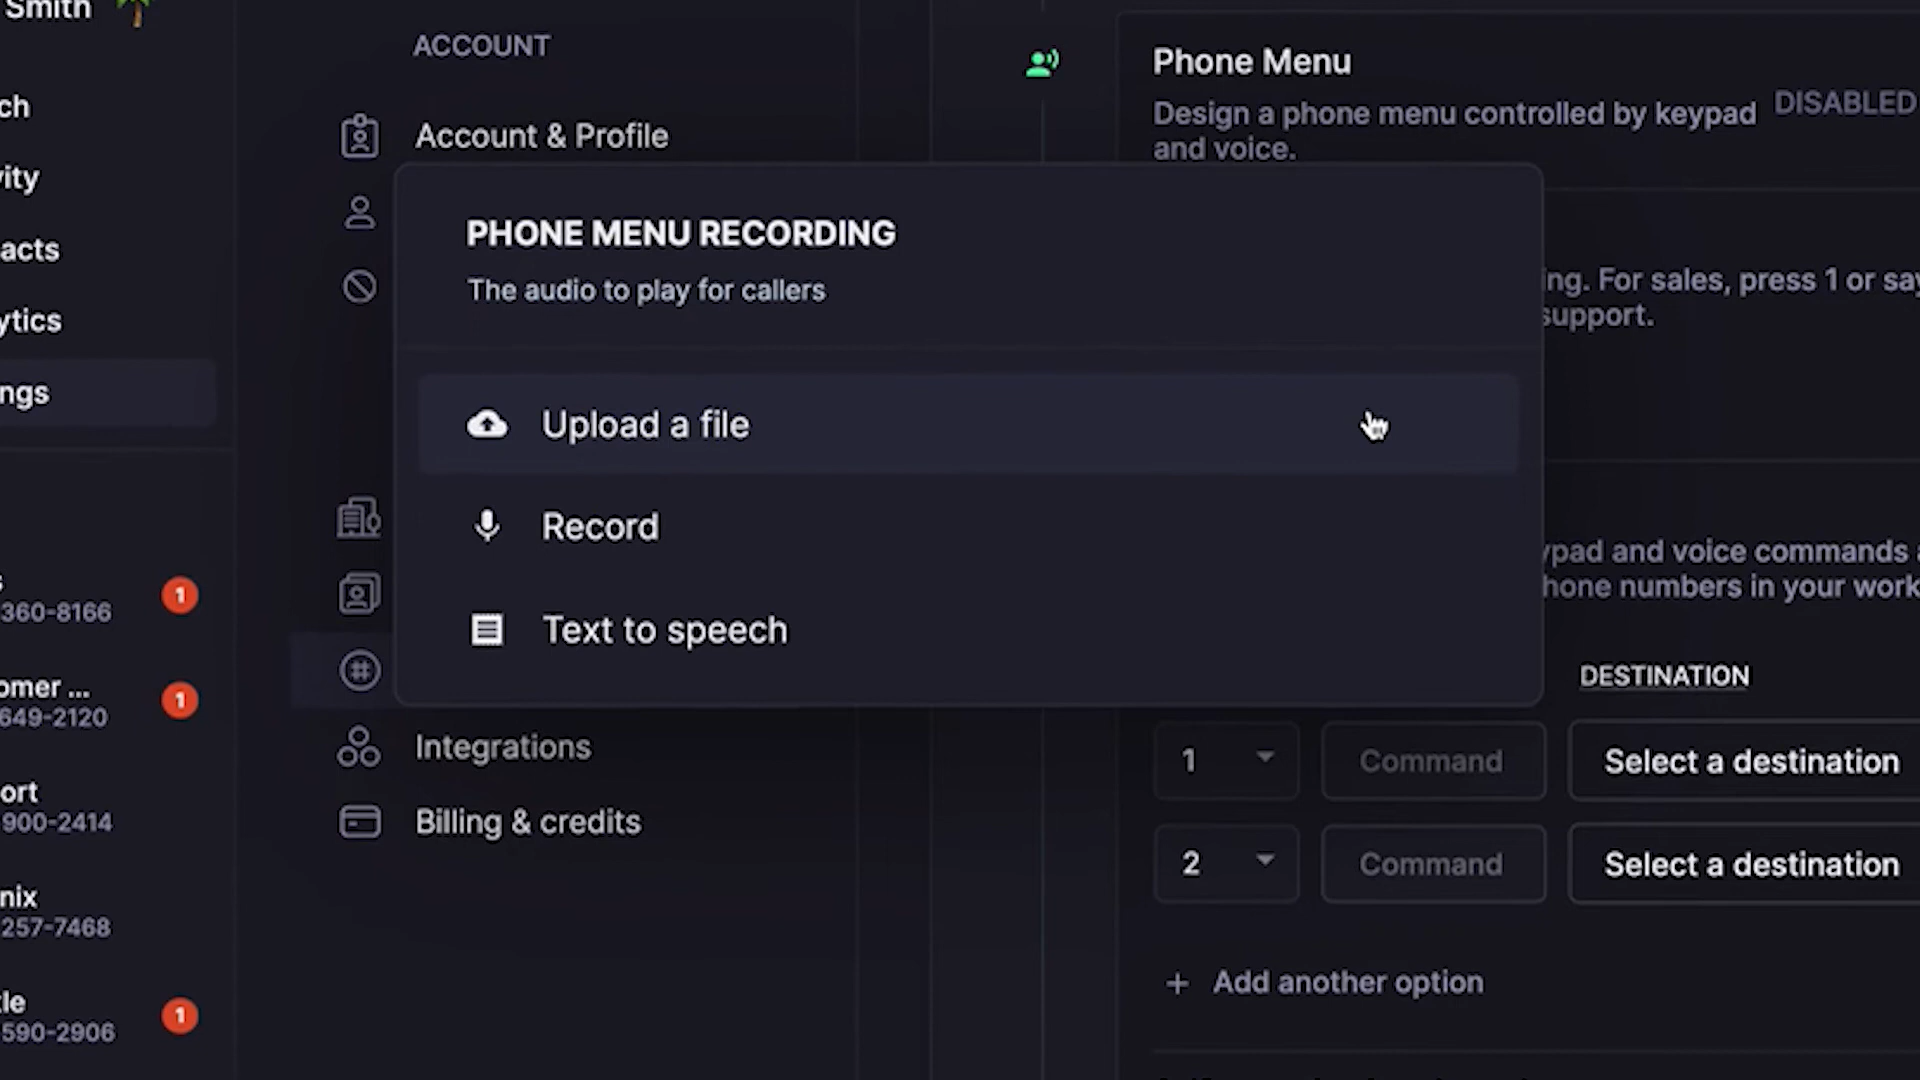 Smith
ch
ity
acts
ytics
ngs
s
360-8166
1
omer ...
649-2120
1
ort
900-2414
nix
257-7468
le
590-2906
1
ACCOUNT
Account & Profile
Integrations
Billing & credits
PHONE MENU RECORDING
The audio to play for callers
Upload a file
Record
Text to speech
Phone Menu
Design a phone menu controlled by keypad
and voice.
DISABLED
ing. For sales, press 1 or say
support.
ypad and voice commands
hone numbers in your work
DESTINATION
1
Command
Select a destination
2
Command
Select a destination
+ Add another option